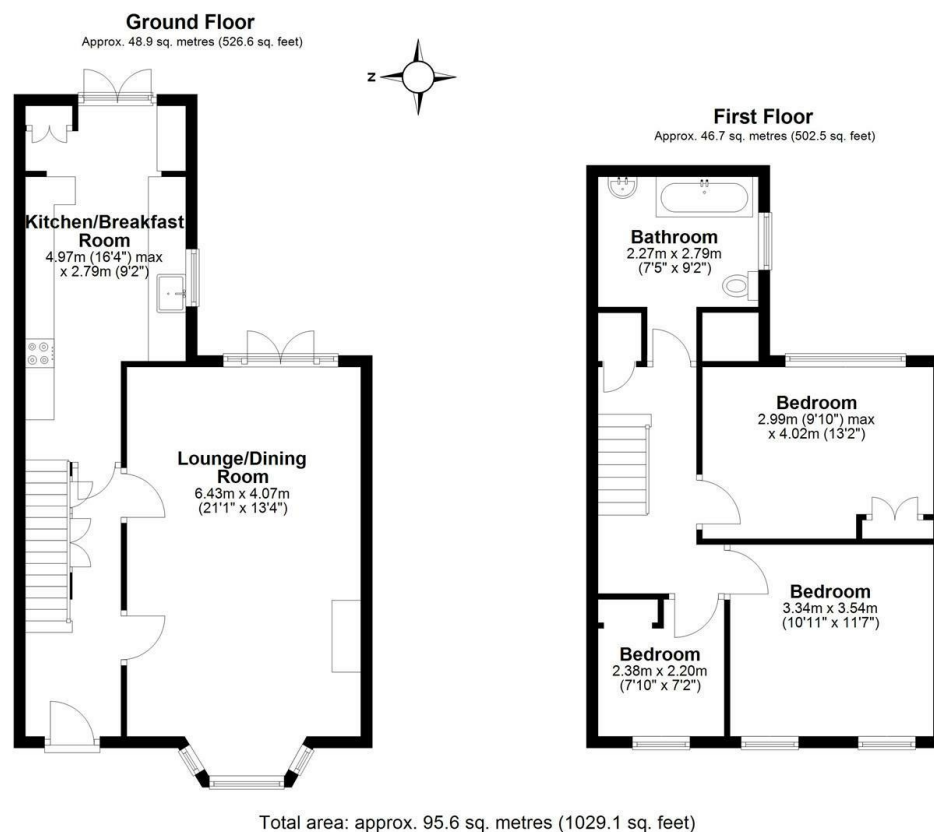 Ground Floor
Approx. 48.9 sq. metres (526.6 sq. feet)
Z
Kitchen/Breakfast
Room
4.97m (16'4") max
x 2.79m (9'2")
Lounge/Dining
Room
6.43m x 4.07m
(21'1" x 13'4")
First Floor
Approx. 46.7 sq. metres (502.5 sq. feet)
Bathroom
2.27m x 2.79m
(7'5" x 9'2")
Bedroom
2.99m (9'10") max
x 4.02m (13'2")
Bedroom
3.34m x 3.54m
(10'11" x 11'7")
Bedroom
2.38m x 2.20m
(7'10" x 7'2")
Total area: approx. 95.6 sq. metres (1029.1 sq. feet)